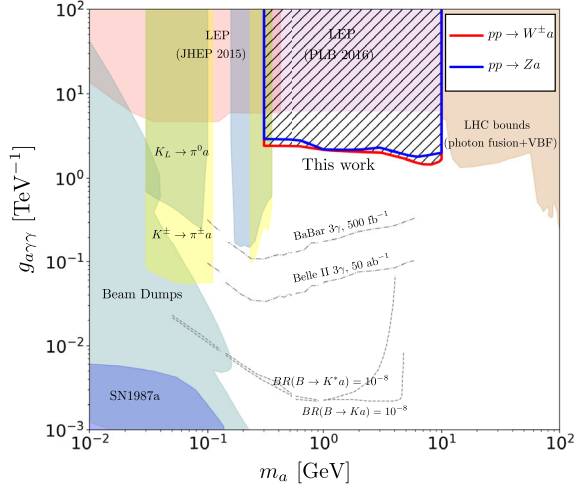 10²
10¹
10⁰
10⁻¹
10⁻²
10⁻³
g_{aγγ} [TeV⁻¹]
LEP
(JHEP 2015)
LEP
(PLB 2016)
pp → W^±a
pp → Za
LHC bounds
(photon fusion+VBF)
K_L → π⁰a
This work
K^± → π^±a
BaBar 3γ, 500 fb⁻¹
Belle II 3γ, 50 ab⁻¹
Beam Dumps
BR(B → K*a) = 10⁻⁸
BR(B → Ka) = 10⁻⁸
SN1987a
10⁻² 10⁻¹ 10⁰ 10¹ 10²
m_a [GeV]